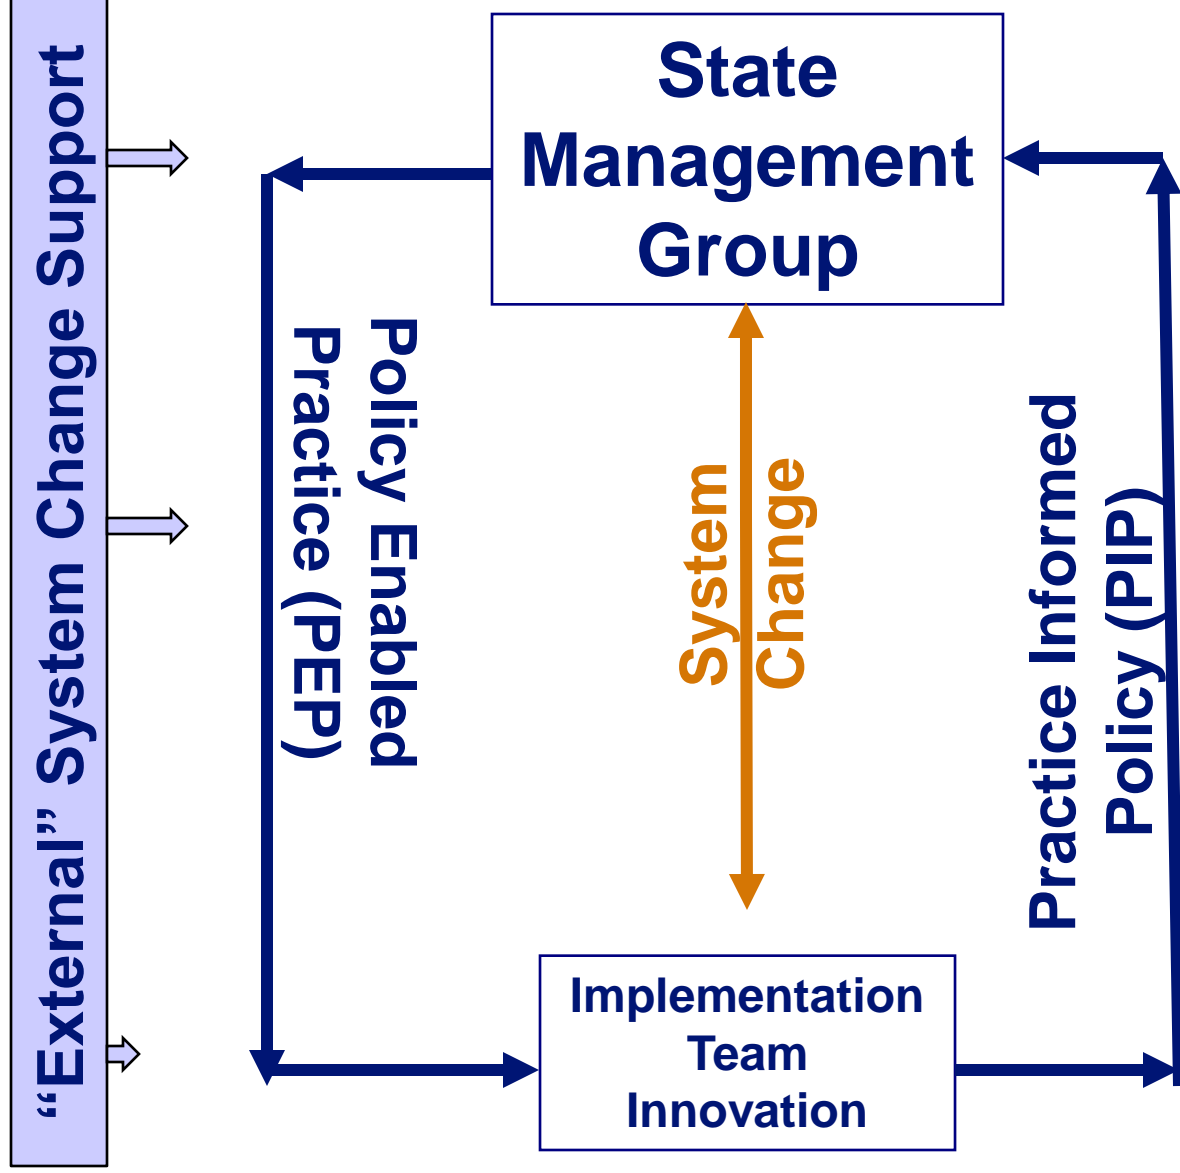 “External” System Change Support
State
Management
Group
Policy Enabled
Practice (PEP)
System
Change
Practice Informed
Policy (PIP)
Implementation
Team
Innovation